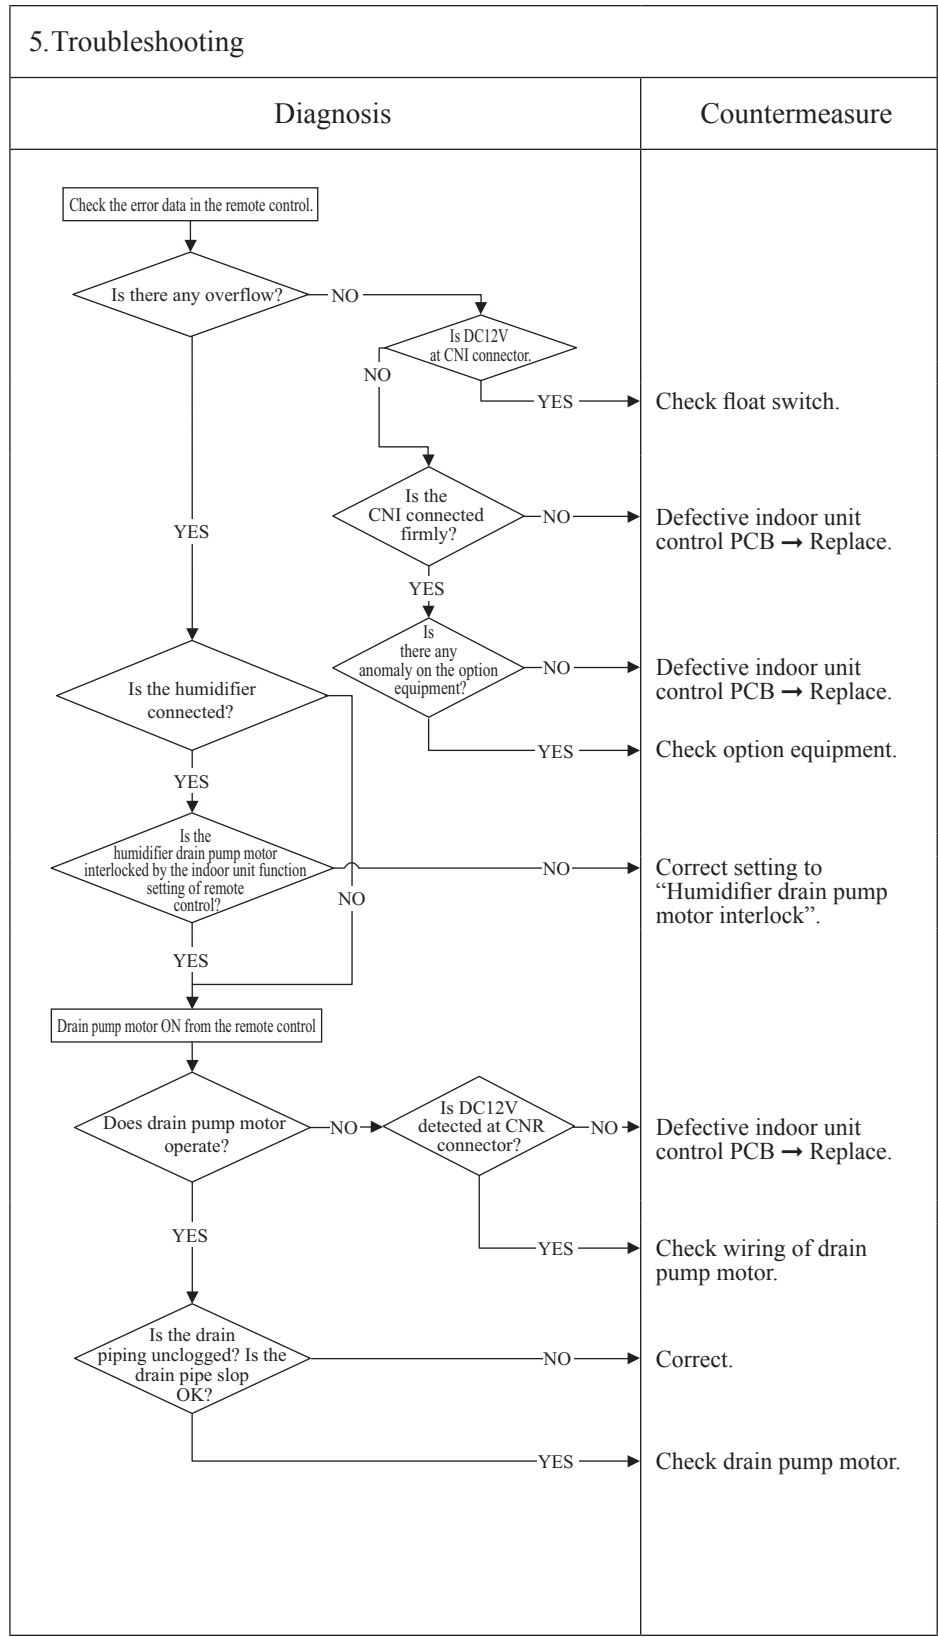 5.Troubleshooting
Diagnosis
Countermeasure
Check the error data in the remote control.
Is there any overflow?
NO
Is DC12V
at CNI connector.
NO
YES
Check float switch.
Is the
CNI connected
firmly?
NO
Defective indoor unit
control PCB → Replace.
YES
YES
Is
there any
anomaly on the option
equipment?
NO
Defective indoor unit
control PCB → Replace.
YES
Check option equipment.
Is the humidifier
connected?
YES
Is the
humidifier drain pump motor
interlocked by the indoor unit function
setting of remote
control?
NO
Correct setting to
“Humidifier drain pump
motor interlock”.
NO
YES
Drain pump motor ON from the remote control
Does drain pump motor
operate?
NO
Is DC12V
detected at CNR
connector?
NO
Defective indoor unit
control PCB → Replace.
YES
YES
Check wiring of drain
pump motor.
Is the drain
piping unclogged? Is the
drain pipe slop
OK?
NO
Correct.
YES
Check drain pump motor.